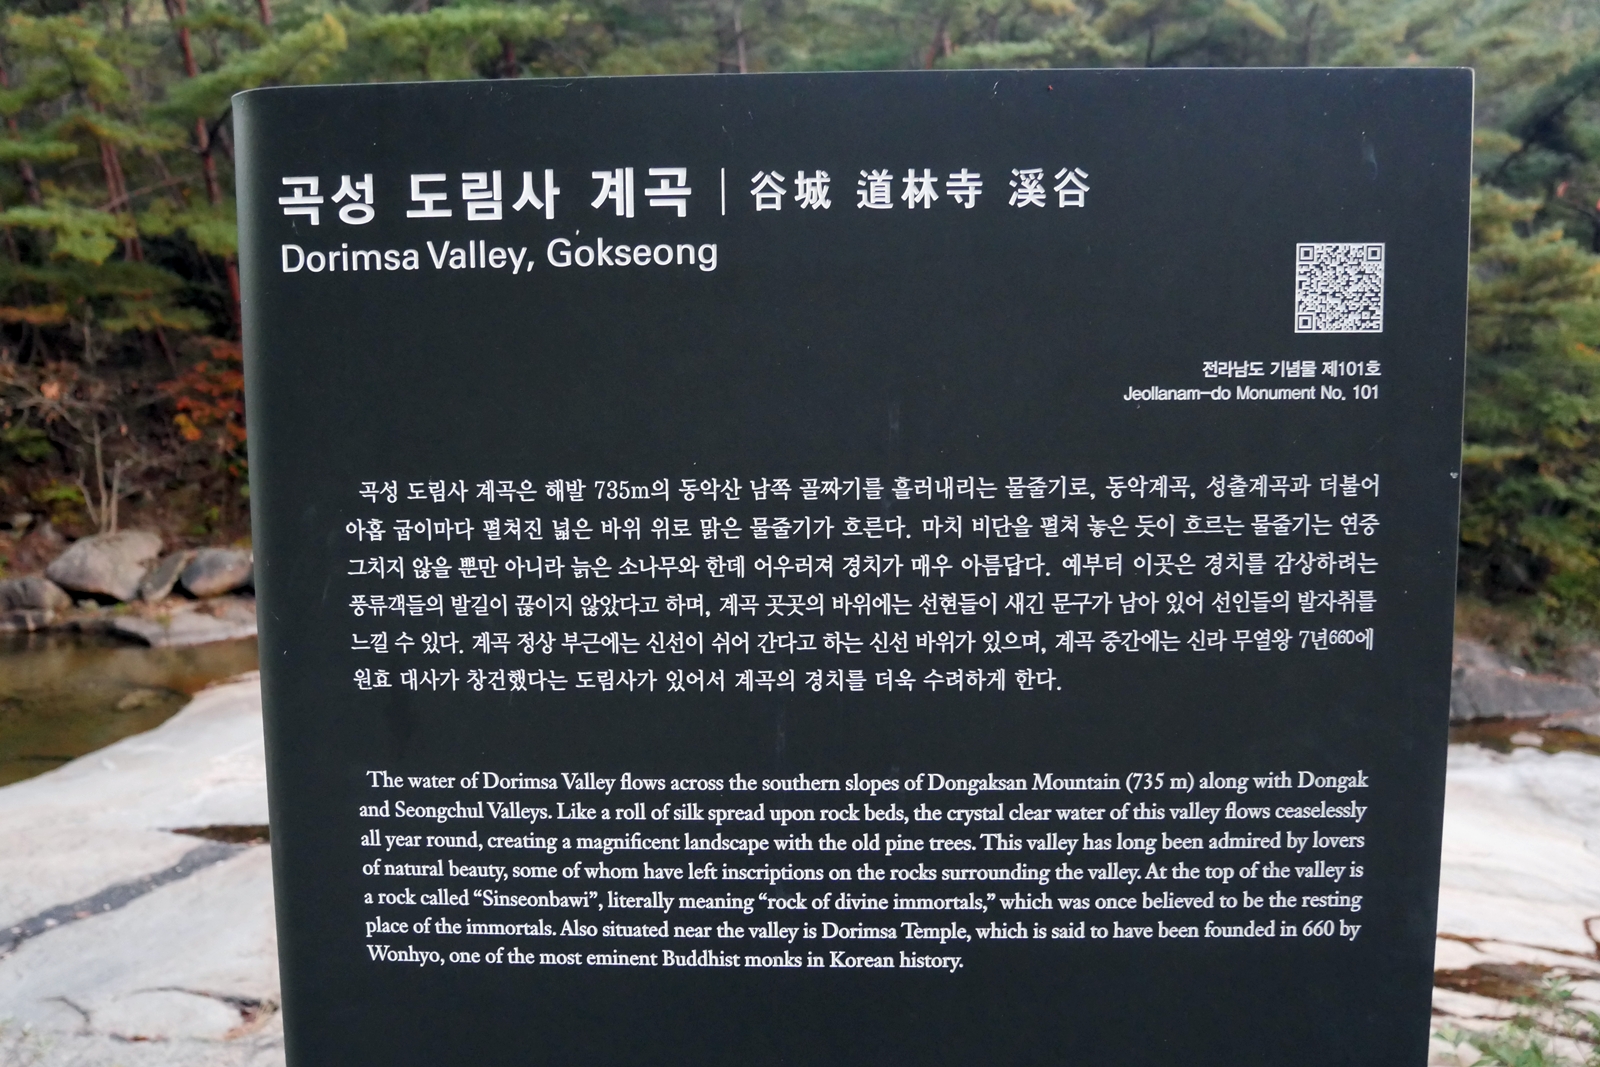 곡성 도림사 계곡 | 谷城 道林寺 溪谷
Dorimsa Valley, Gokseong
전라남도 기념물 제101호
Jeollanam-do Monument No. 101
곡성 도림사 계곡은 해발 735m의 동악산 남쪽 골짜기를 흘러내리는 물줄기로, 동악계곡, 성출계곡과 더불어
아홉 굽이마다 펼쳐진 넓은 바위 위로 맑은 물줄기가 흐른다. 마치 비단을 펼쳐 놓은 듯이 흐르는 물줄기는 연중
그치지 않을 뿐만 아니라 늙은 소나무와 한데 어우러져 경치가 매우 아름답다. 예부터 이곳은 경치를 감상하려는
풍류객들의 발길이 끊이지 않았다고 하며, 계곡 곳곳의 바위에는 선현들이 새긴 문구가 남아 있어 선인들의 발자취를
느낄 수 있다. 계곡 정상 부근에는 신선이 쉬어 간다고 하는 신선 바위가 있으며, 계곡 중간에는 신라 무열왕 7년660에
원효 대사가 창건했다는 도림사가 있어서 계곡의 경치를 더욱 수려하게 한다.
The water of Dorimsa Valley flows across the southern slopes of Dongaksan Mountain (735 m) along with Dongak
and Seongchul Valleys. Like a roll of silk spread upon rock beds, the crystal clear water of this valley flows ceaselessly
all year round, creating a magnificent landscape with the old pine trees. This valley has long been admired by lovers
of natural beauty, some of whom have left inscriptions on the rocks surrounding the valley. At the top of the valley is
a rock called “Sinseonbawi”, literally meaning “rock of divine immortals,” which was once believed to be the resting
place of the immortals. Also situated near the valley is Dorimsa Temple, which is said to have been founded in 660 by
Wonhyo, one of the most eminent Buddhist monks in Korean history.